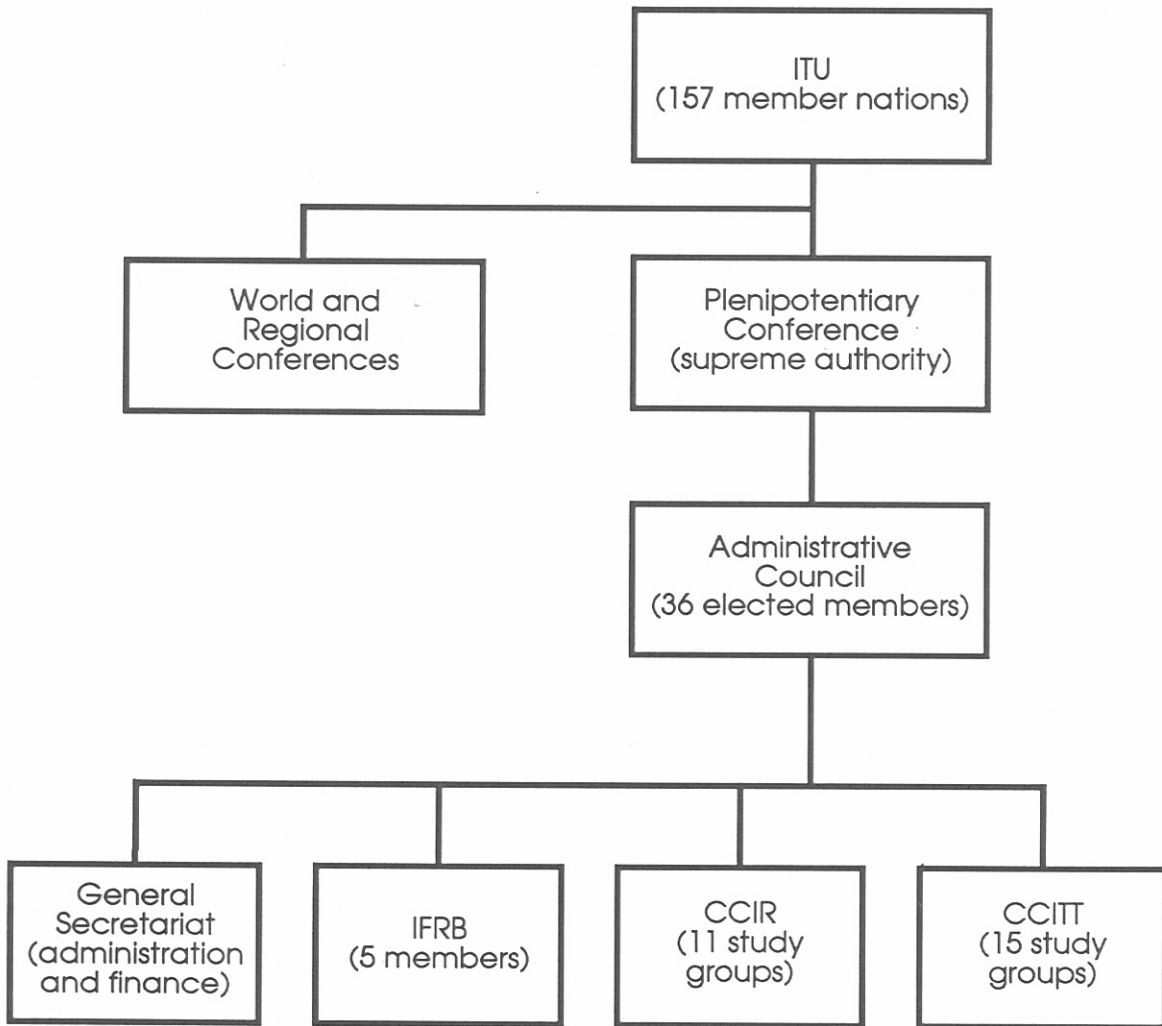 ITU
(157 member nations)
World and
Regional
Conferences
Plenipotentiary
Conference
(supreme authority)
Administrative
Council
(36 elected members)
General
Secretariat
(administration
and finance)
IFRB
(5 members)
CCIR
(11 study
groups)
CCITT
(15 study
groups)